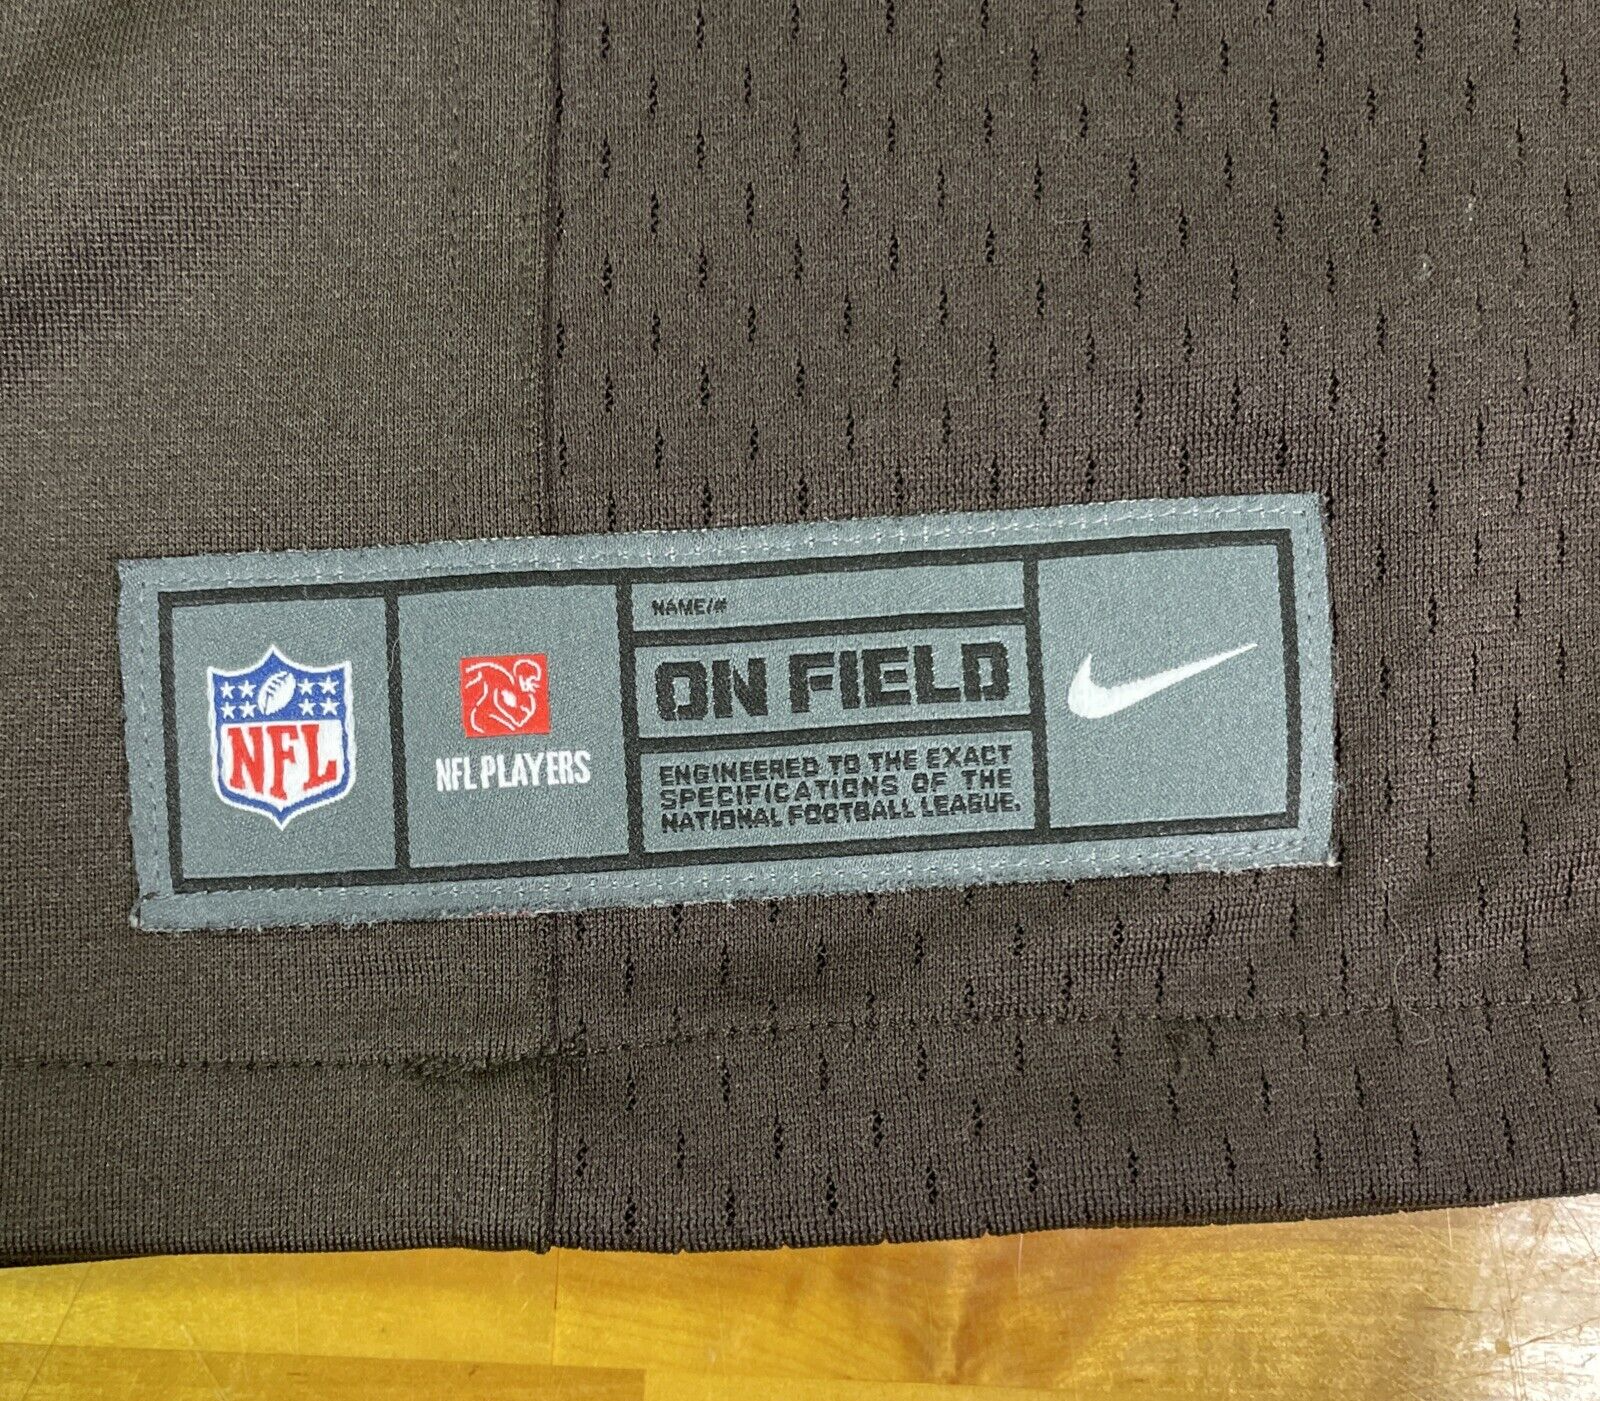 NFL
NFL PLAYERS
NAME/#
ON FIELD
ENGINEERED TO THE EXACT
SPECIFICATIONS OF THE
NATIONAL FOOTBALL LEAGUE.